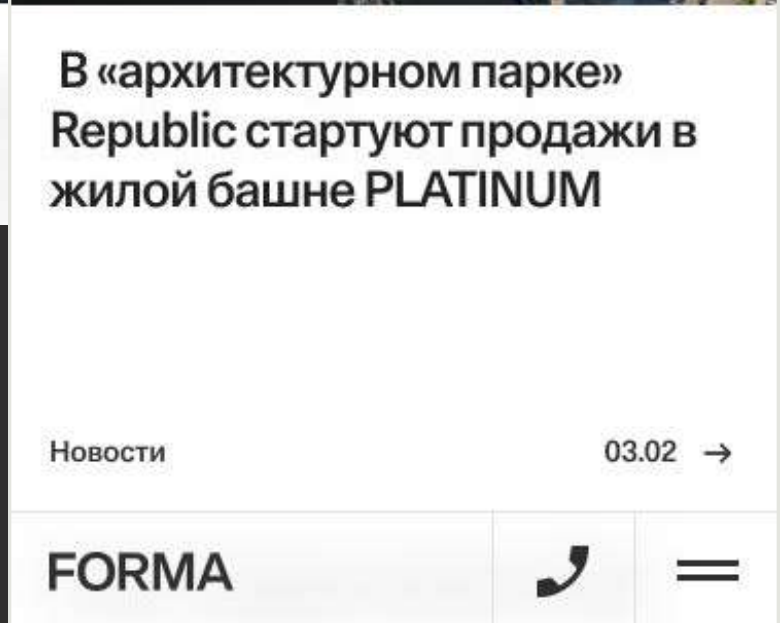 В «архитектурном парке»
Republic стартуют продажи в
жилой башне PLATINUM
Новости 03.02 →
FORMA